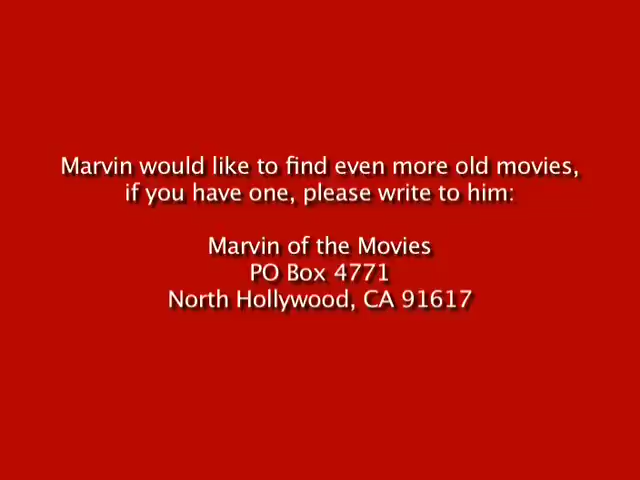 Marvin would like to find even more old movies,
if you have one, please write to him:
Marvin of the Movies
PO Box 4771
North Hollywood, CA 91617